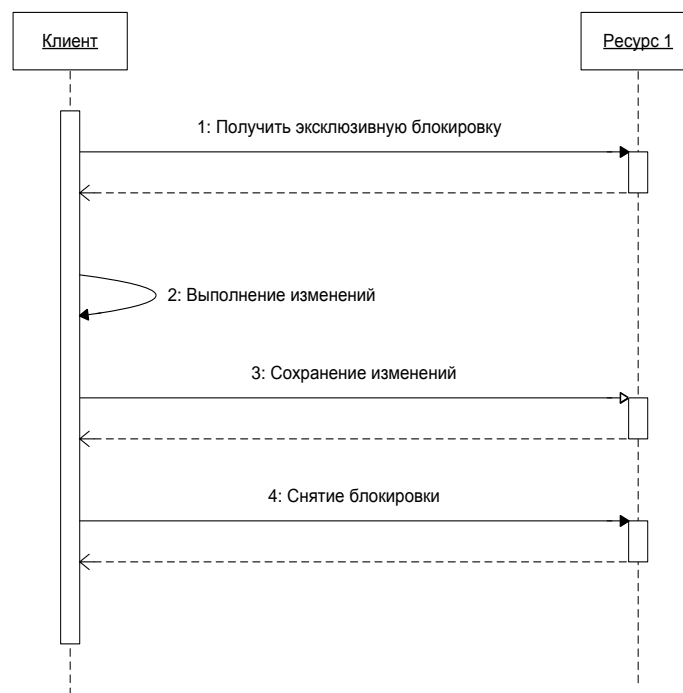 Клиент
Ресурс 1
1: Получить эксклюзивную блокировку
2: Выполнение изменений
3: Сохранение изменений
4: Снятие блокировки